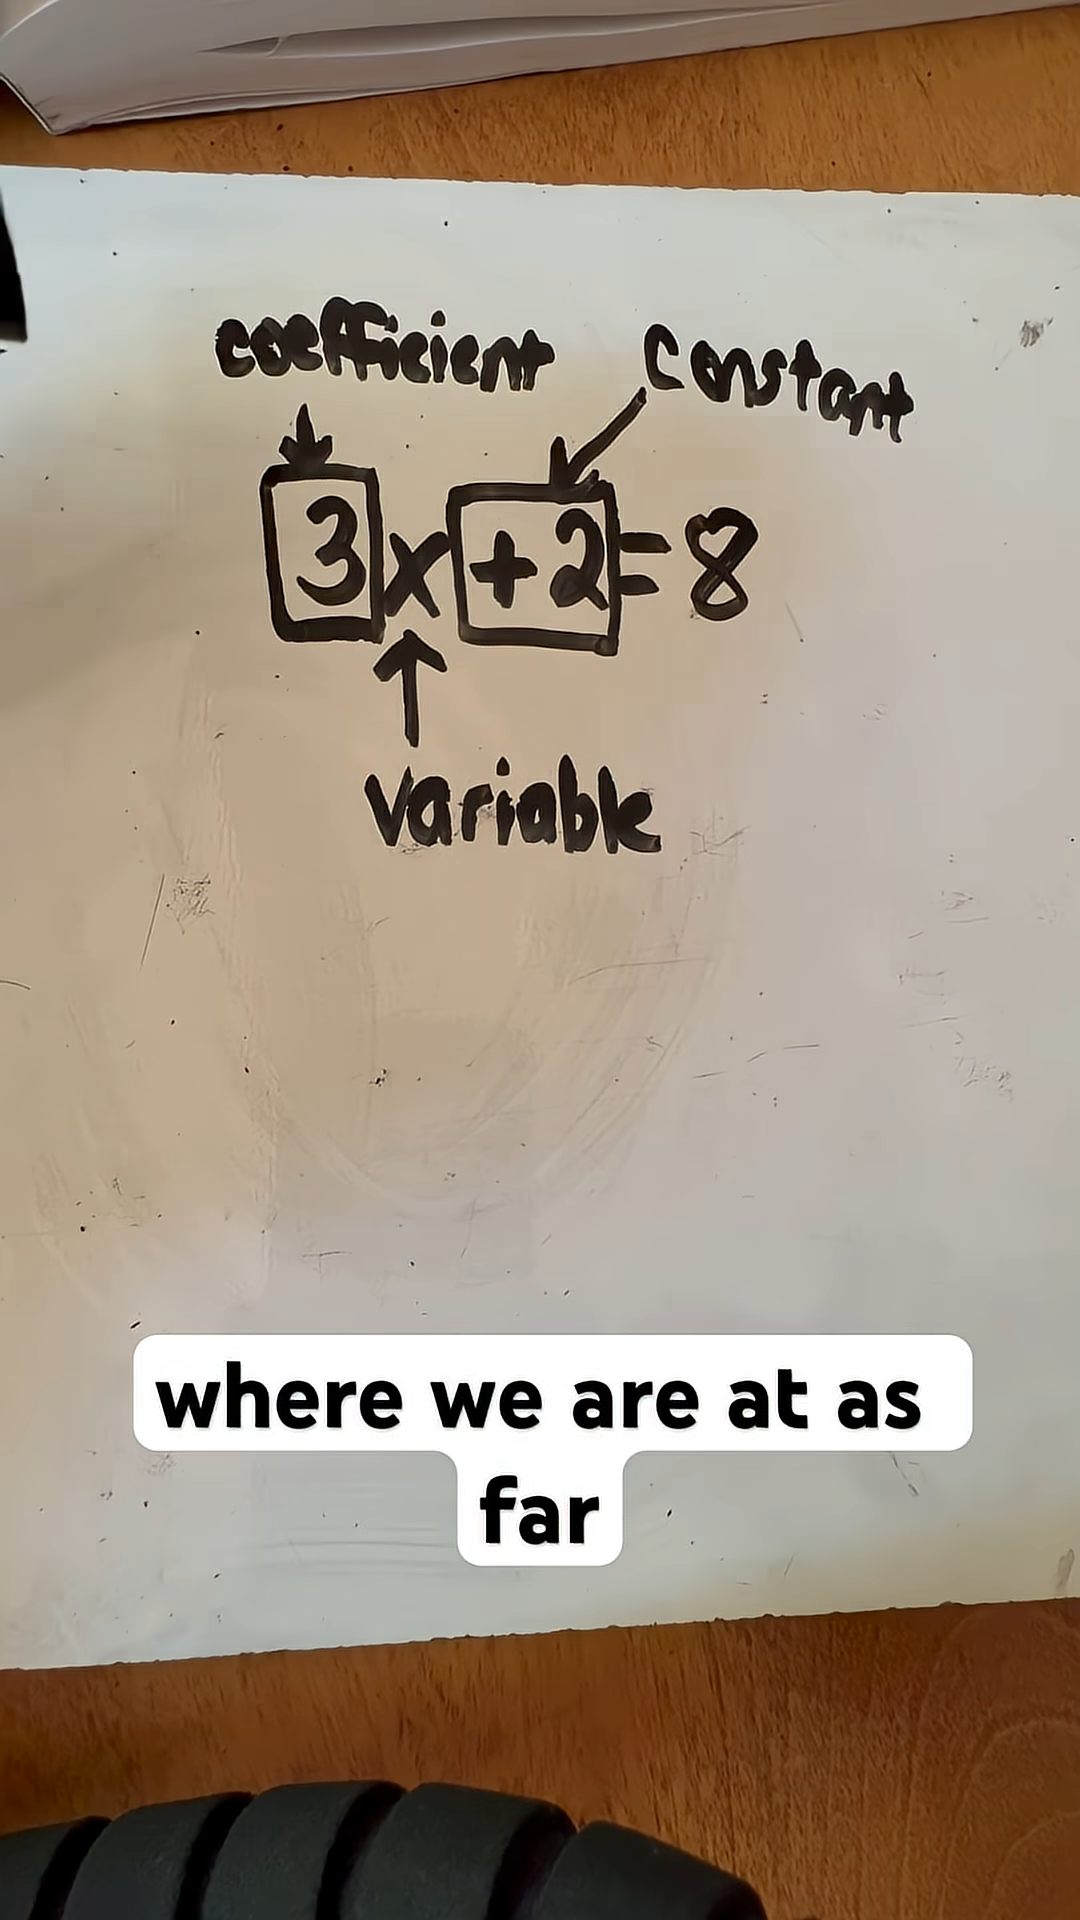 coefficient constant
3x+2=8
variable
where we are at as
far